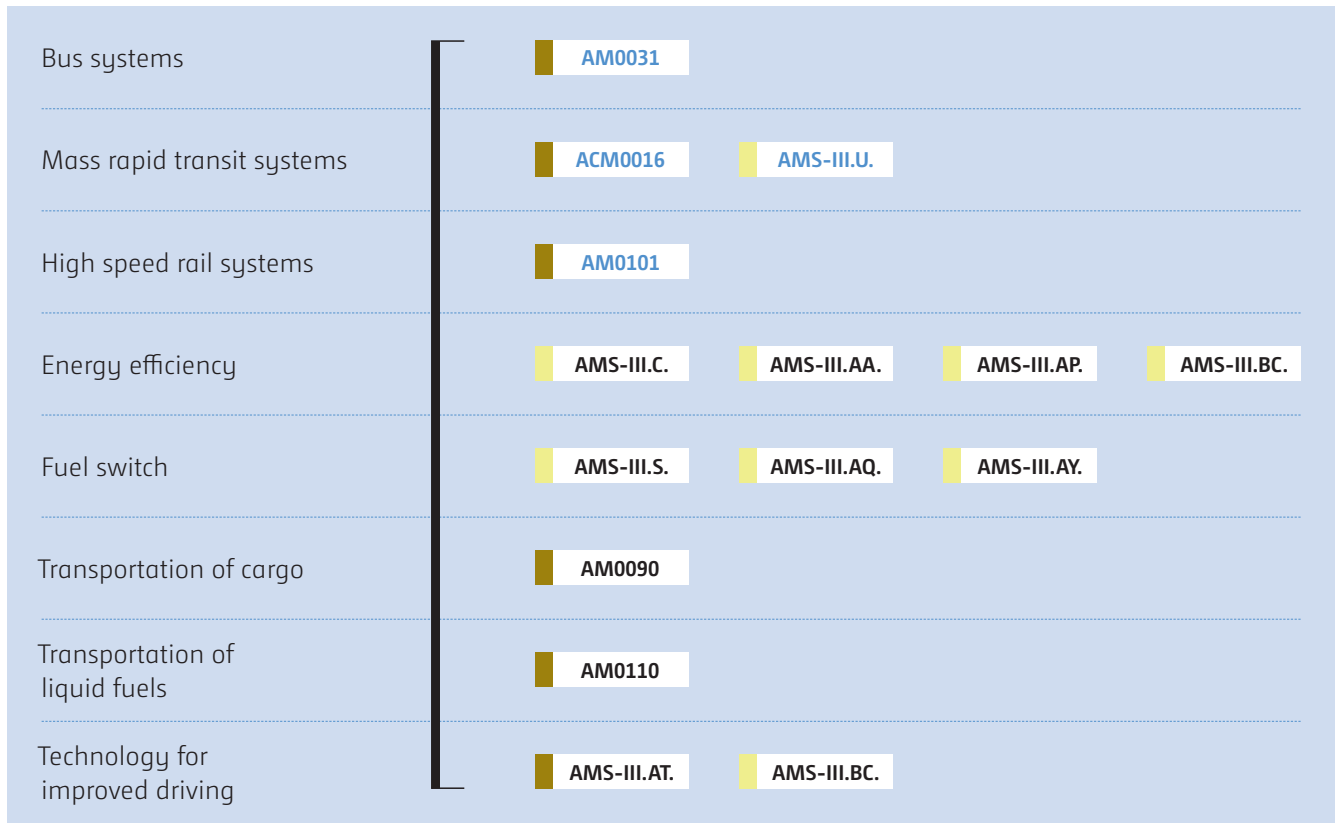 Bus systems
AM0031
Mass rapid transit systems
ACM0016
AMS-III.U.
High speed rail systems
AM0101
Energy efficiency
AMS-III.C.
AMS-III.AA.
AMS-III.AP.
AMS-III.BC.
Fuel switch
AMS-III.S.
AMS-III.AQ.
AMS-III.AY.
Transportation of cargo
AM0090
Transportation of
liquid fuels
AM0110
Technology for
improved driving
AMS-III.AT.
AMS-III.BC.